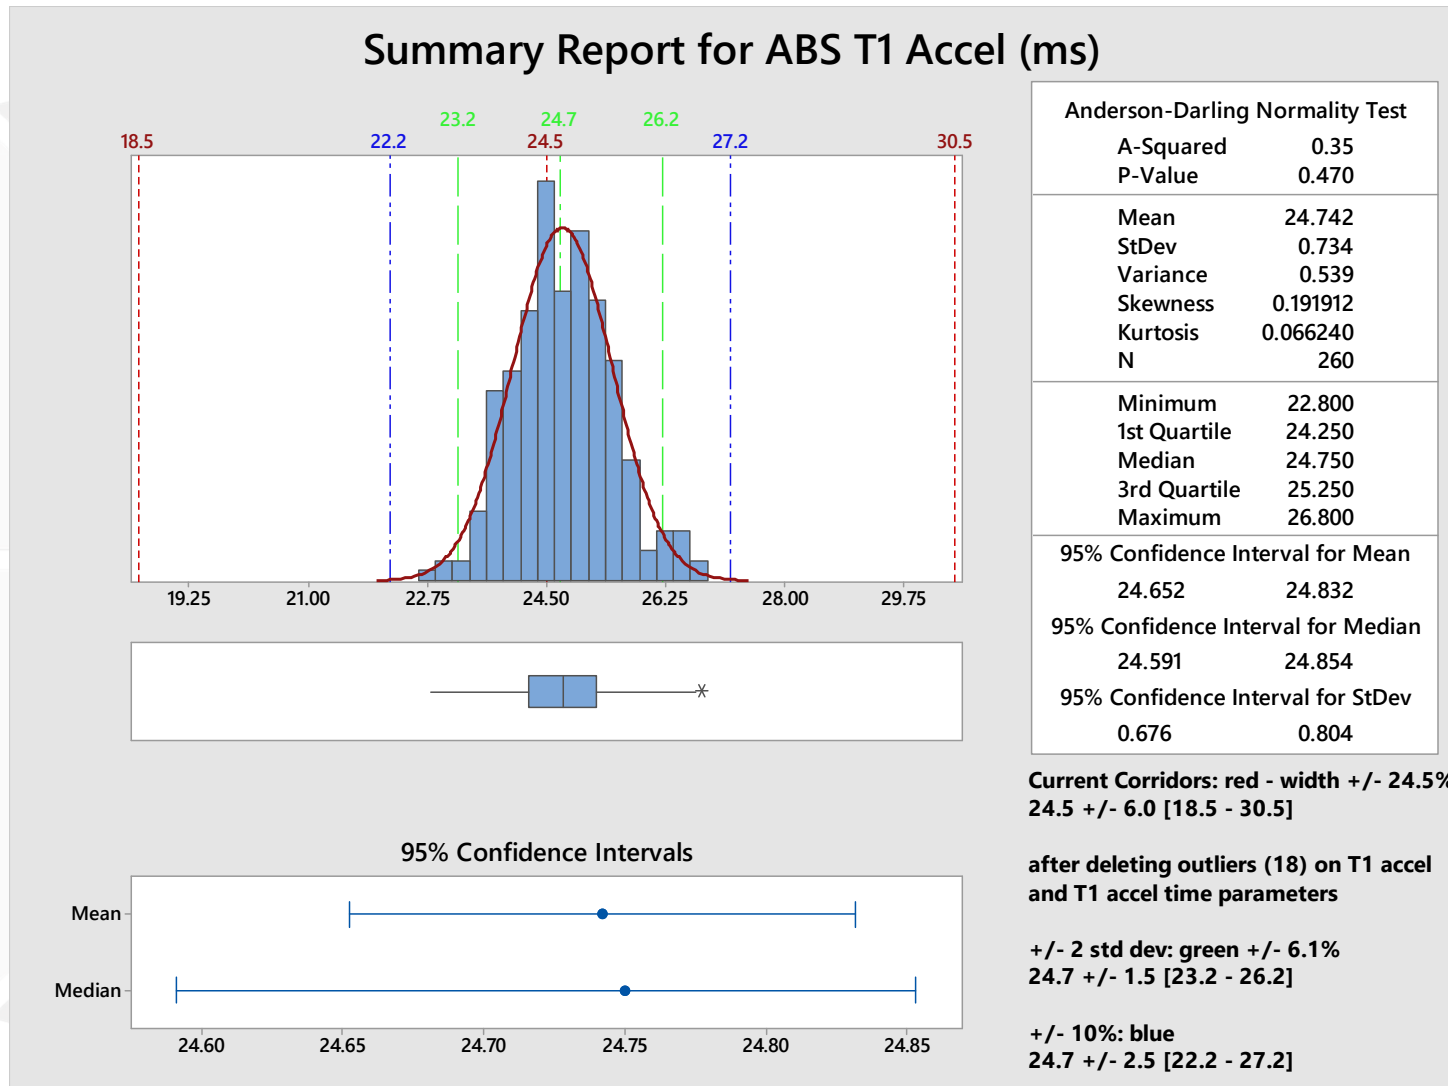 Summary Report for ABS T1 Accel (ms)
23.2 24.7 26.2
18.5 22.2 24.5 27.2 30.5
19.25 21.00 22.75 24.50 26.25 28.00 29.75
95% Confidence Intervals
Mean
Median
24.60 24.65 24.70 24.75 24.80 24.85
Anderson-Darling Normality Test
A-Squared 0.35
P-Value 0.470
Mean 24.742
StDev 0.734
Variance 0.539
Skewness 0.191912
Kurtosis 0.066240
N 260
Minimum 22.800
1st Quartile 24.250
Median 24.750
3rd Quartile 25.250
Maximum 26.800
95% Confidence Interval for Mean
24.652 24.832
95% Confidence Interval for Median
24.591 24.854
95% Confidence Interval for StDev
0.676 0.804
Current Corridors: red - width +/- 24.5%
24.5 +/- 6.0 [18.5 - 30.5]
after deleting outliers (18) on T1 accel
and T1 accel time parameters
+/- 2 std dev: green +/- 6.1%
24.7 +/- 1.5 [23.2 - 26.2]
+/- 10%: blue
24.7 +/- 2.5 [22.2 - 27.2]